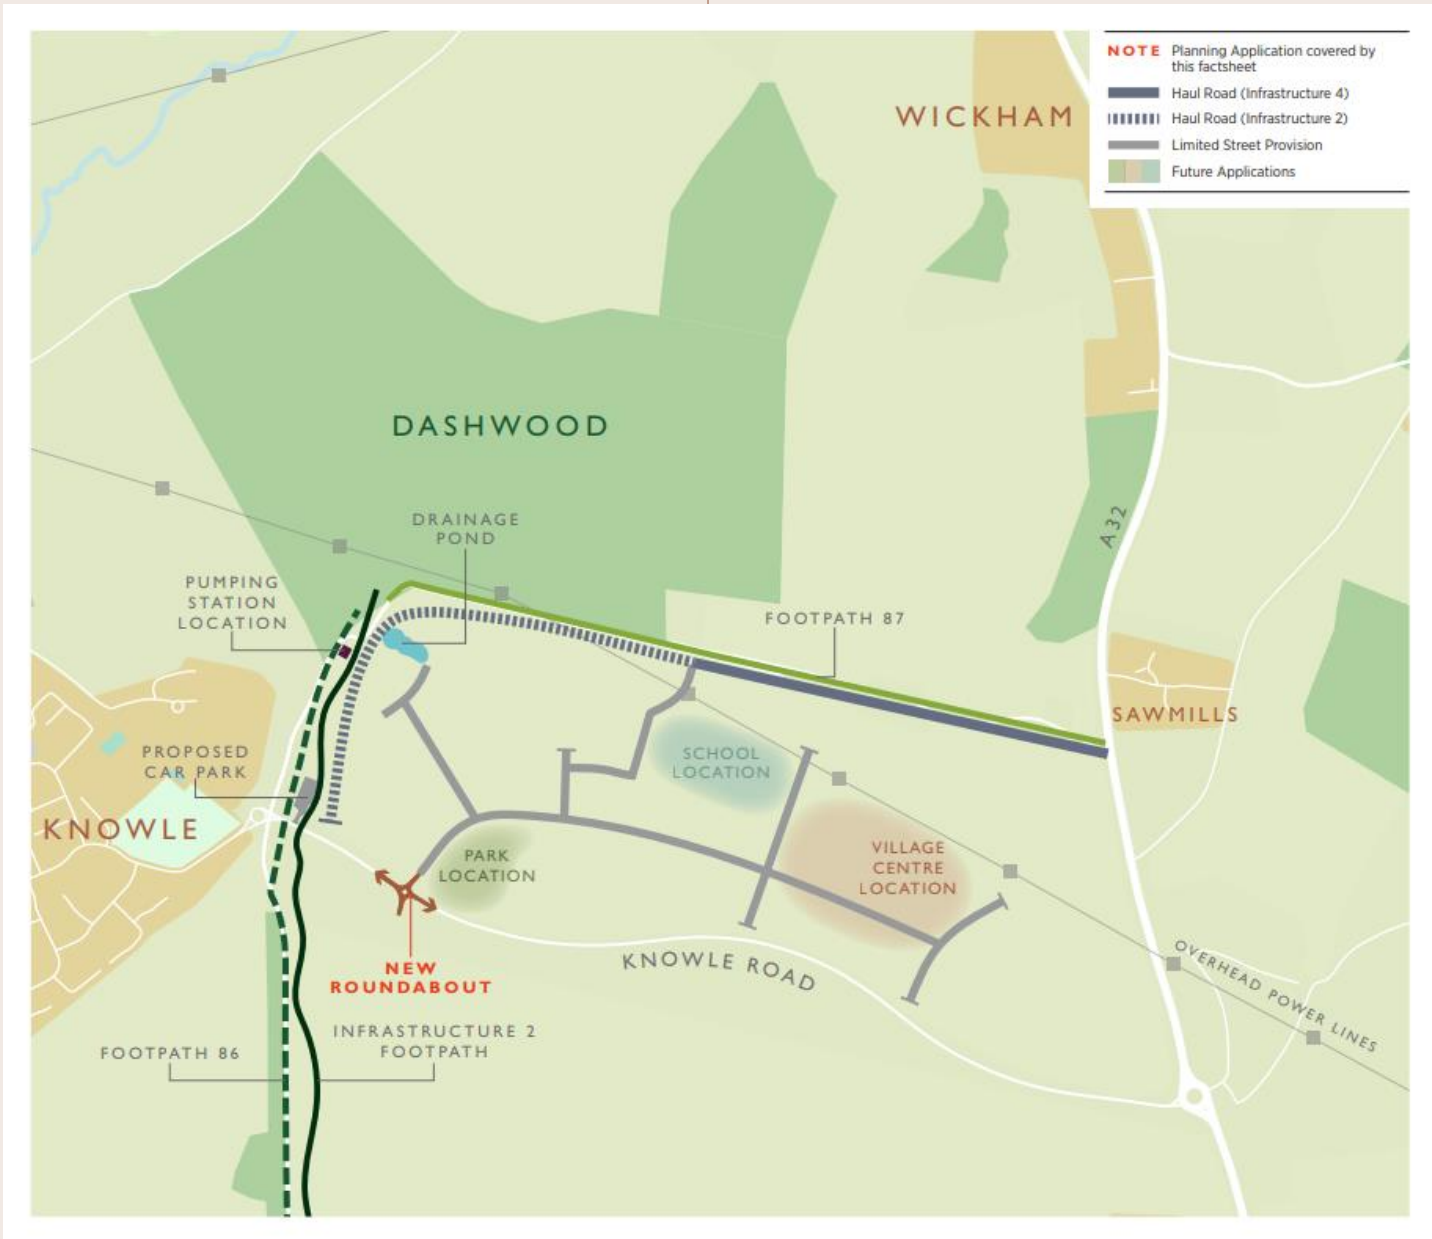 WICKHAM
NOTE Planning Application covered by
this factsheet
Haul Road (Infrastructure 4)
Haul Road (Infrastructure 2)
Limited Street Provision
Future Applications
DASHWOOD
A32
DRAINAGE
POND
PUMPING
STATION
LOCATION
FOOTPATH 87
SAWMILLS
PROPOSED
CAR PARK
SCHOOL
LOCATION
KNOWLE
PARK
LOCATION
VILLAGE
CENTRE
LOCATION
NEW
ROUNDABOUT
KNOWLE ROAD
OVERHEAD POWER LINES
INFRASTRUCTURE 2
FOOTPATH
FOOTPATH 86